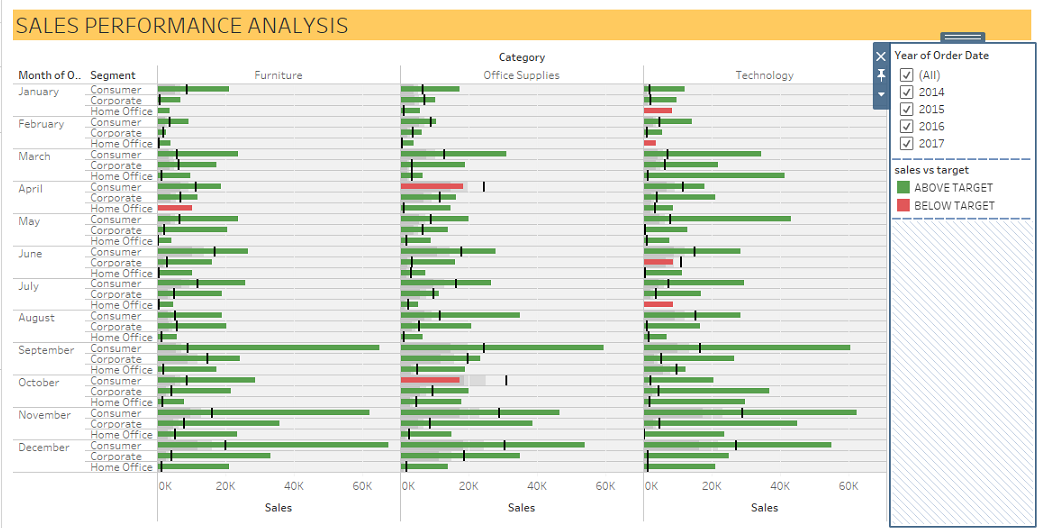 SALES PERFORMANCE ANALYSIS
Category
Month of O.. Segment Furniture Office Supplies Technology
January Consumer
Corporate
Home Office
February Consumer
Corporate
Home Office
March Consumer
Corporate
Home Office
April Consumer
Corporate
Home Office
May Consumer
Corporate
Home Office
June Consumer
Corporate
Home Office
July Consumer
Corporate
Home Office
August Consumer
Corporate
Home Office
September Consumer
Corporate
Home Office
October Consumer
Corporate
Home Office
November Consumer
Corporate
Home Office
December Consumer
Corporate
Home Office
0K 20K 40K 60K 0K 20K 40K 60K 0K 20K 40K 60K
Sales Sales Sales
Year of Order Date
(All)
2014
2015
2016
2017
sales vs target
ABOVE TARGET
BELOW TARGET